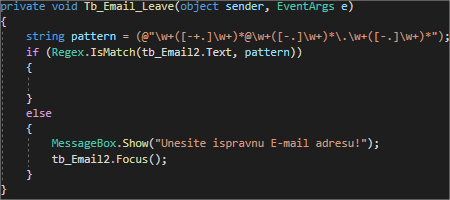 private void Tb_Email_Leave(object sender, EventArgs e)
{
string pattern = (@"\w+([-+.]\w+)*@\w+([-.]\w+)*\.\w+([-.]\w+)*");
if (Regex.IsMatch(tb_Email2.Text, pattern))
{
}
else
{
MessageBox.Show("Unesite ispravnu E-mail adresu!");
tb_Email2.Focus();
}
}